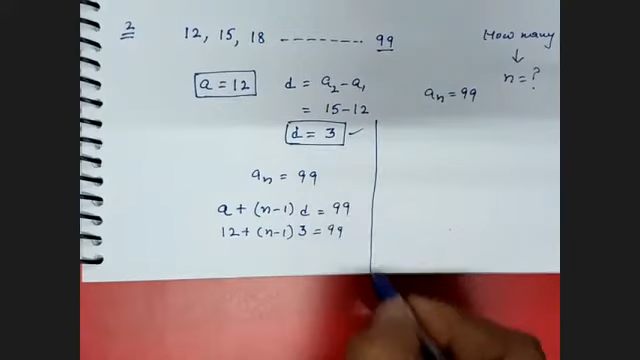 2
12, 15, 18 -------- 99
How many
n = ?
a = 12
d = a₂ - a₁
= 15 - 12
d = 3 ✓
aₙ = 99
aₙ = 99
a + (n-1) d = 99
12 + (n-1) 3 = 99